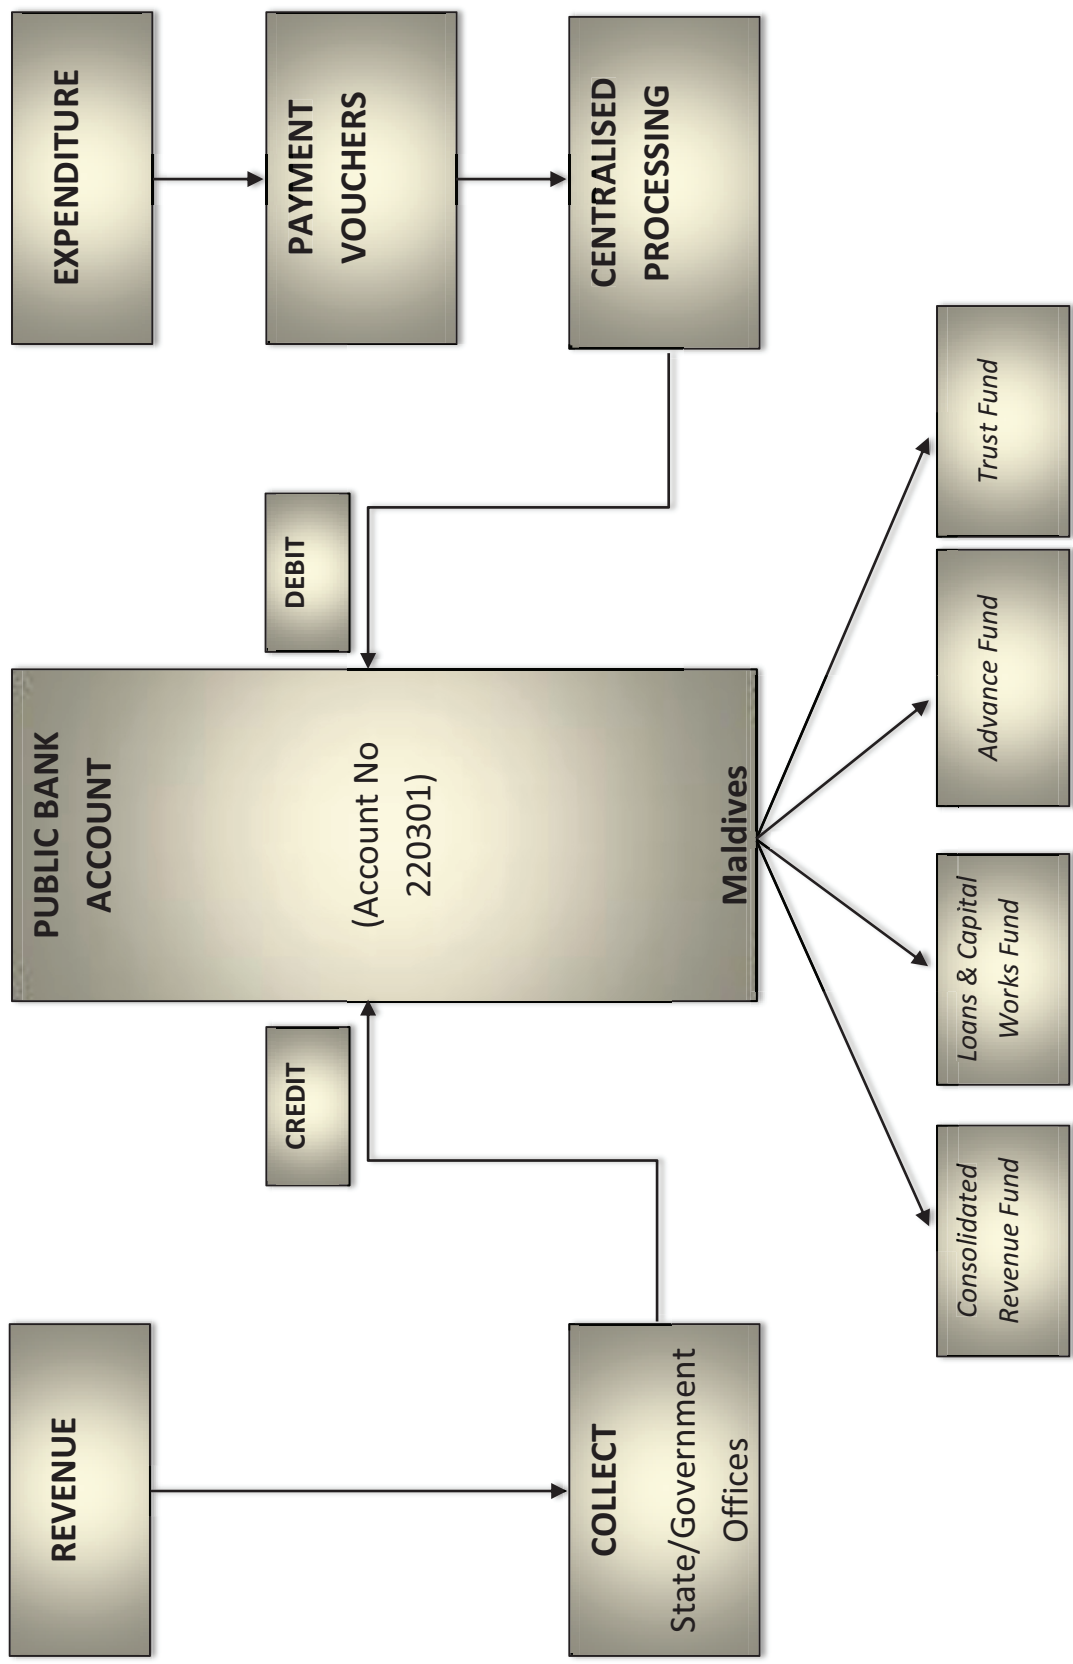 REVENUE
COLLECT
State/Government
Offices
CREDIT
PUBLIC BANK
ACCOUNT
(Account No
220301)
Maldives
DEBIT
EXPENDITURE
PAYMENT
VOUCHERS
CENTRALISED
PROCESSING
Consolidated
Revenue Fund
Loans & Capital
Works Fund
Advance Fund
Trust Fund